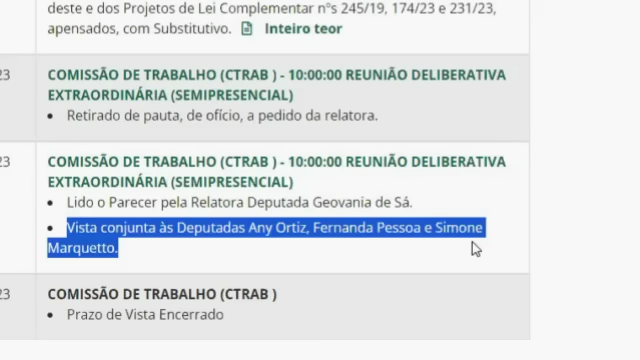 deste e dos Projetos de Lei Complementar nºs 245/19, 174/23 e 231/23,
apensados, com Substitutivo. Inteiro teor
23
COMISSÃO DE TRABALHO (CTRAB ) - 10:00:00 REUNIÃO DELIBERATIVA
EXTRAORDINÁRIA (SEMIPRESENCIAL)
• Retirado de pauta, de ofício, a pedido da relatora.
23
COMISSÃO DE TRABALHO (CTRAB ) - 10:00:00 REUNIÃO DELIBERATIVA
EXTRAORDINÁRIA (SEMIPRESENCIAL)
• Lido o Parecer pela Relatora Deputada Geovania de Sá.
• Vista conjunta às Deputadas Any Ortiz, Fernanda Pessoa e Simone
Marquetto.
23
COMISSÃO DE TRABALHO (CTRAB )
• Prazo de Vista Encerrado